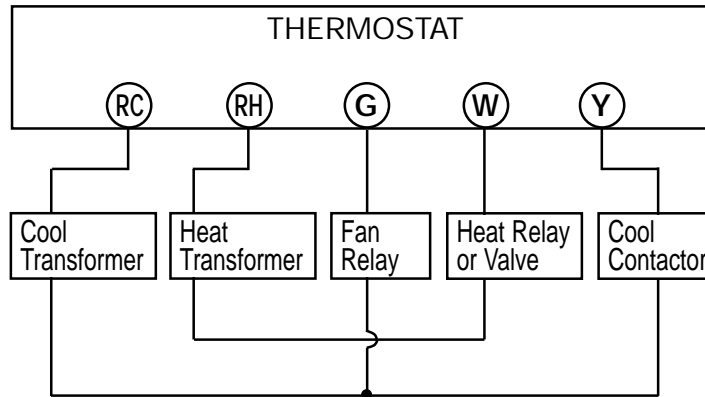 THERMOSTAT
RC RH G W Y
Cool
Transformer
Heat
Transformer
Fan
Relay
Heat Relay
or Valve
Cool
Contactor